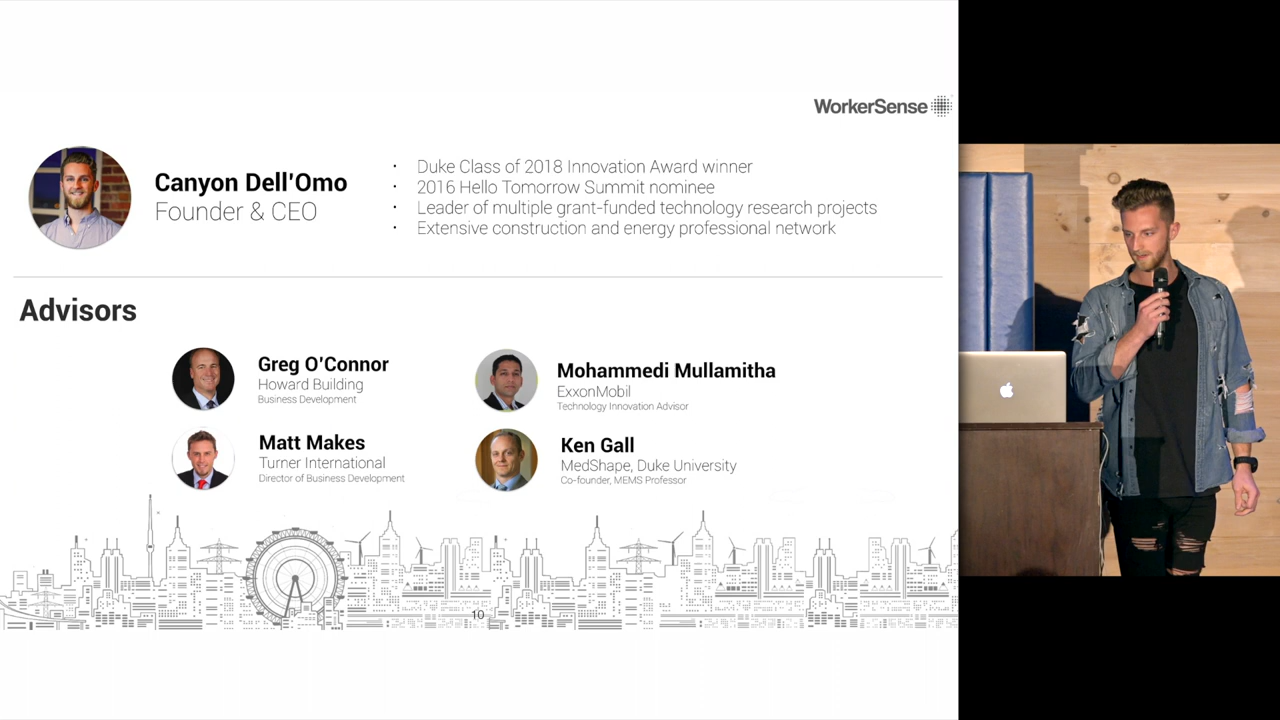 WorkerSense
Canyon Dell'Omo
Founder & CEO
· Duke Class of 2018 Innovation Award winner
· 2016 Hello Tomorrow Summit nominee
· Leader of multiple grant-funded technology research projects
· Extensive construction and energy professional network
Advisors
Greg O'Connor
Howard Building
Business Development
Mohammedi Mullamitha
ExxonMobil
Technology Innovation Advisor
Matt Makes
Turner International
Director of Business Development
Ken Gall
MedShape, Duke University
Co-founder, MEMS Professor
10